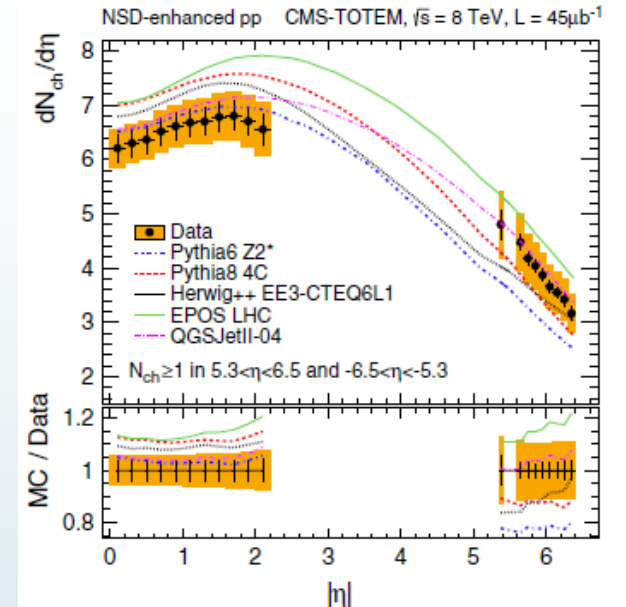 NSD-enhanced pp CMS-TOTEM, √s = 8 TeV, L = 45μb⁻¹
dN_ch/dη
8
7
6
5
4
3
2
Data
Pythia6 Z2*
Pythia8 4C
Herwig++ EE3-CTEQ6L1
EPOS LHC
QGSJetII-04
N_ch≥1 in 5.3<η<6.5 and -6.5<η<-5.3
MC / Data
1.2
1
0.8
0 1 2 3 4 5 6
|η|